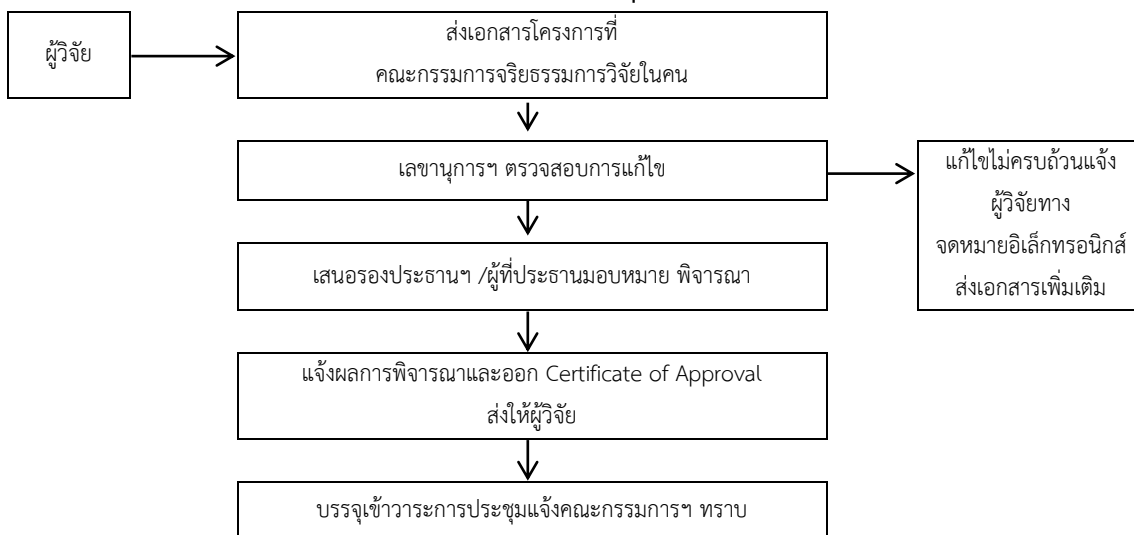 ผู้วิจัย
ส่งเอกสารโครงการที่
คณะกรรมการจริยธรรมการวิจัยในคน
เลขานุการฯ ตรวจสอบการแก้ไข
แก้ไขไม่ครบถ้วนแจ้ง
ผู้วิจัยทาง
จดหมายอิเล็กทรอนิกส์
ส่งเอกสารเพิ่มเติม
เสนอรองประธานฯ /ผู้ที่ประธานมอบหมาย พิจารณา
แจ้งผลการพิจารณาและออก Certificate of Approval
ส่งให้ผู้วิจัย
บรรจุเข้าวาระการประชุมแจ้งคณะกรรมการฯ ทราบ